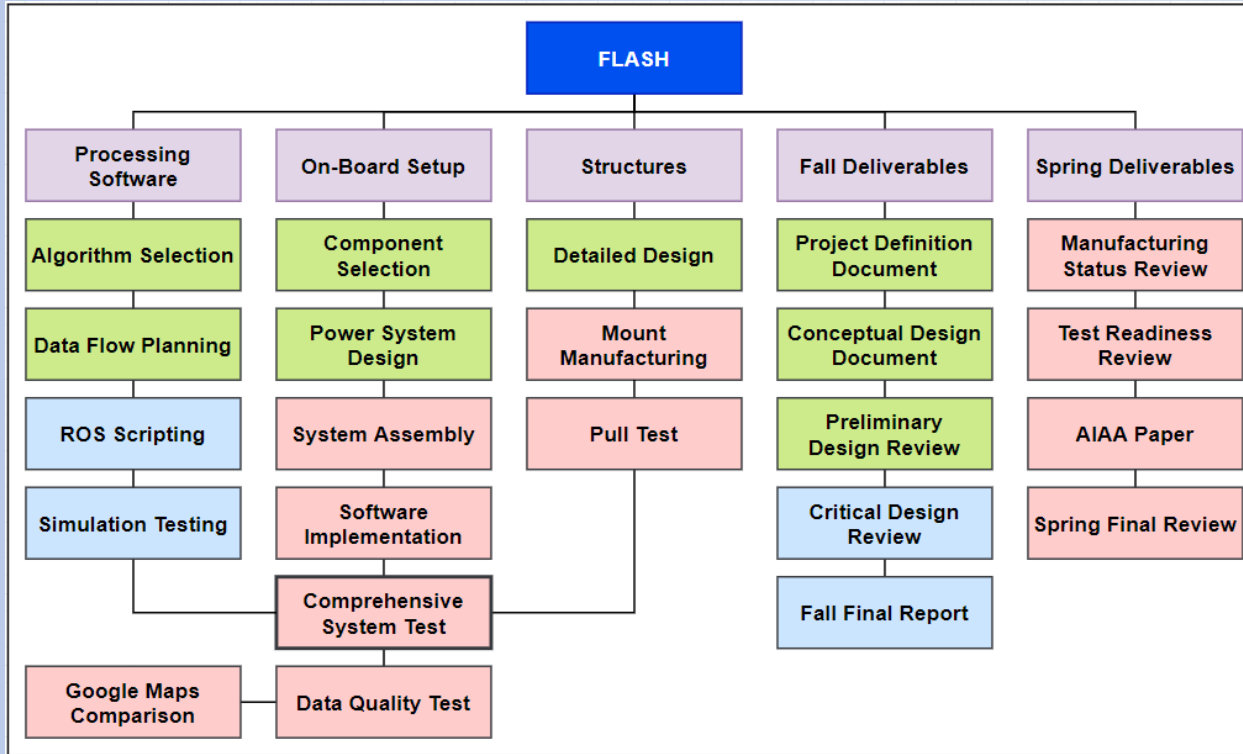 FLASH
Processing
Software
On-Board Setup
Structures
Fall Deliverables
Spring Deliverables
Algorithm Selection
Component
Selection
Detailed Design
Project Definition
Document
Manufacturing
Status Review
Data Flow Planning
Power System
Design
Mount
Manufacturing
Conceptual Design
Document
Test Readiness
Review
ROS Scripting
System Assembly
Pull Test
Preliminary
Design Review
AIAA Paper
Simulation Testing
Software
Implementation
Critical Design
Review
Spring Final Review
Comprehensive
System Test
Fall Final Report
Google Maps
Comparison
Data Quality Test